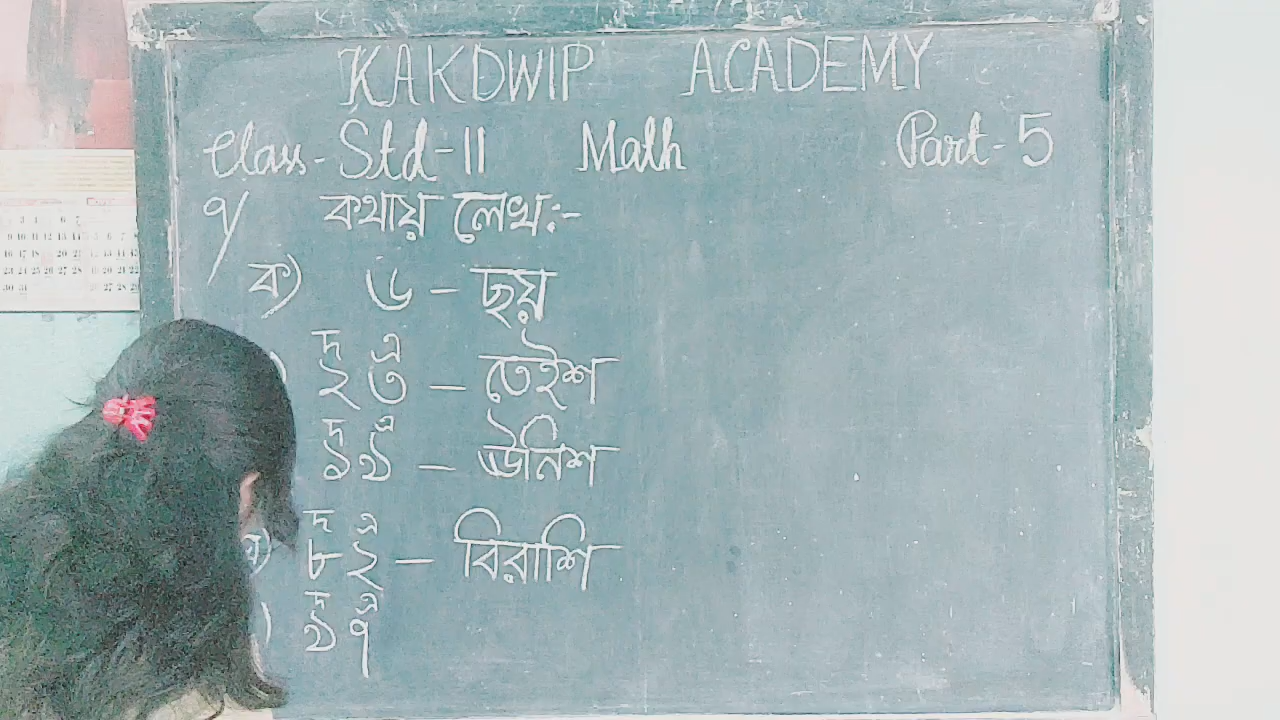 KAKDWIP ACADEMY
Class - Std - II Math Part - 5
৭/ কথায় লেখ:-
ক) ৬ - ছয়
দ এ
) ২৩ - তেইশ
দ এ
১৯ - ঊনিশ
দ এ
৮২ - বিরাশি
দ এ
) ৯৭